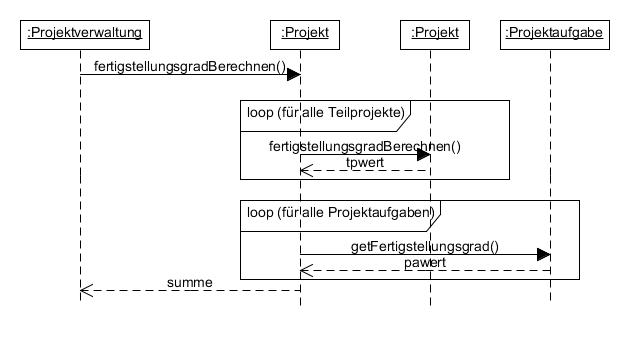 :Projektverwaltung
:Projekt
:Projekt
:Projektaufgabe
fertigstellungsgradBerechnen()
loop (für alle Teilprojekte)
fertigstellungsgradBerechnen()
tpwert
loop (für alle Projektaufgaben)
getFertigstellungsgrad()
pawert
summe